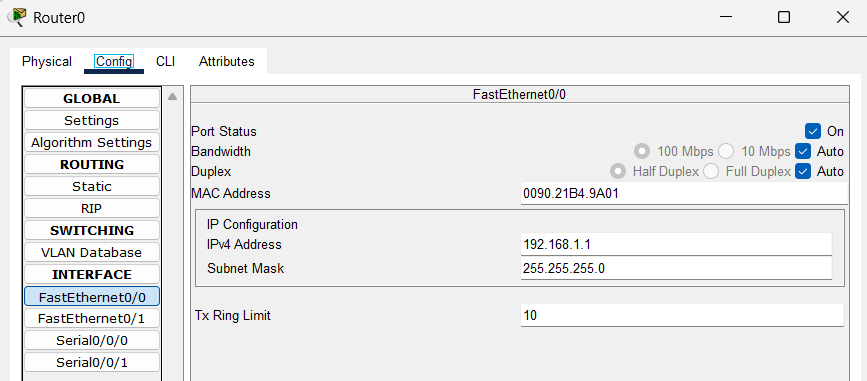 Router0
Physical Config CLI Attributes
GLOBAL
Settings
Algorithm Settings
ROUTING
Static
RIP
SWITCHING
VLAN Database
INTERFACE
FastEthernet0/0
FastEthernet0/1
Serial0/0/0
Serial0/0/1
FastEthernet0/0
Port Status On
Bandwidth 100 Mbps 10 Mbps Auto
Duplex Half Duplex Full Duplex Auto
MAC Address 0090.21B4.9A01
IP Configuration
IPv4 Address 192.168.1.1
Subnet Mask 255.255.255.0
Tx Ring Limit 10